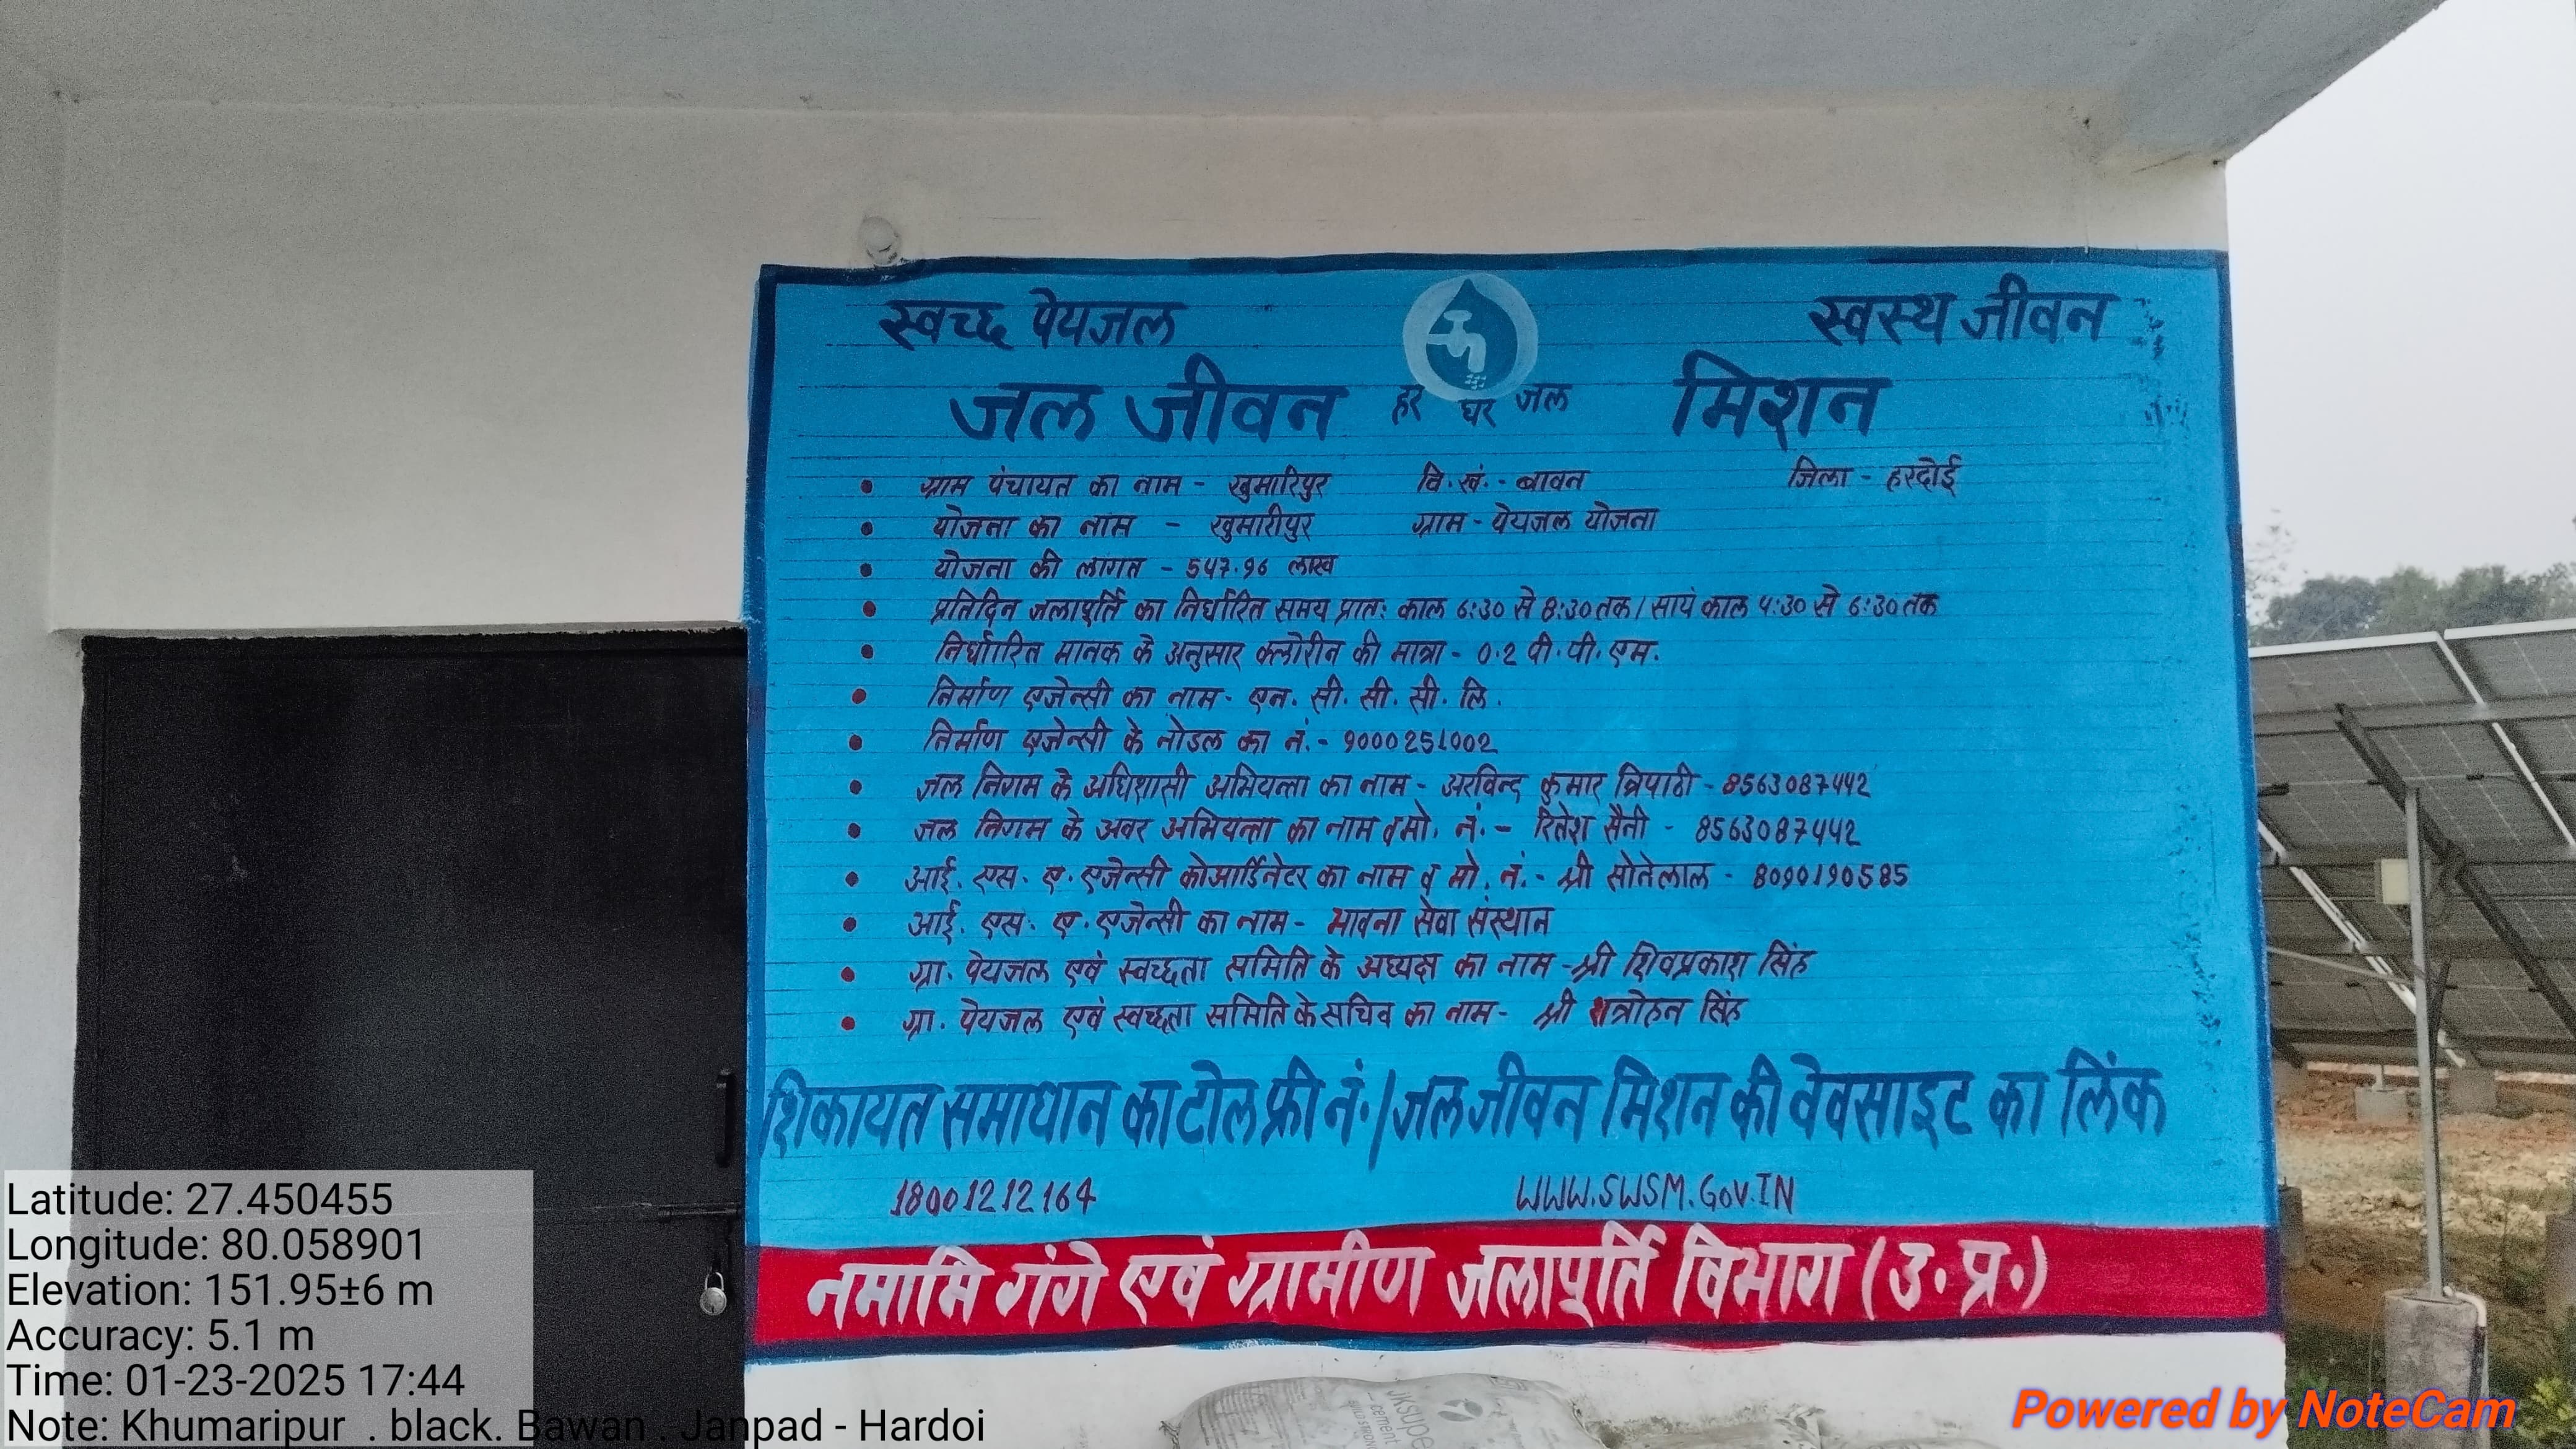 स्वच्छ पेयजल स्वस्थ जीवन
जल जीवन हर घर जल मिशन
• ग्राम पंचायत का नाम - खुमारिपुर वि.खं.- बावन जिला - हरदोई
• योजना का नाम - खुमारीपुर ग्राम - पेयजल योजना
• योजना की लागत - 547.96 लाख
• प्रतिदिन जलापूर्ति का निर्धारित समय प्रातः काल 6:30 से 8:30 तक / सायं काल 4:30 से 6:30 तक
• निर्धारित मानक के अनुसार क्लोरीन की मात्रा - 0.2 पी.पी.एम.
• निर्माण एजेन्सी का नाम - एन. सी. सी. सी. लि.
• निर्माण एजेन्सी के नोडल का नं.- 9000251002
• जल निगम के अधिशासी अभियन्ता का नाम - अरविन्द कुमार त्रिपाठी - 8563087442
• जल निगम के अवर अभियन्ता का नाम व मो. नं.- रितेश सैनी - 8563087442
• आई. एस. ए. एजेन्सी कोआर्डिनेटर का नाम व मो. नं.- श्री सोनेलाल - 8090190585
• आई. एस. ए. एजेन्सी का नाम - भावना सेवा संस्थान
• ग्रा. पेयजल एवं स्वच्छता समिति के अध्यक्ष का नाम - श्री शिवप्रकाश सिंह
• ग्रा. पेयजल एवं स्वच्छता समिति के सचिव का नाम - श्री शत्रोहन सिंह
शिकायत समाधान का टोल फ्री नं./जल जीवन मिशन की वेवसाइट का लिंक
18001212164 WWW.SWSM.GOV.IN
नमामि गंगे एवं ग्रामीण जलापूर्ति विभाग (उ.प्र.)
Latitude: 27.450455
Longitude: 80.058901
Elevation: 151.95±6 m
Accuracy: 5.1 m
Time: 01-23-2025 17:44
Note: Khumaripur . black. Bawan . Janpad - Hardoi
Powered by NoteCam
cement